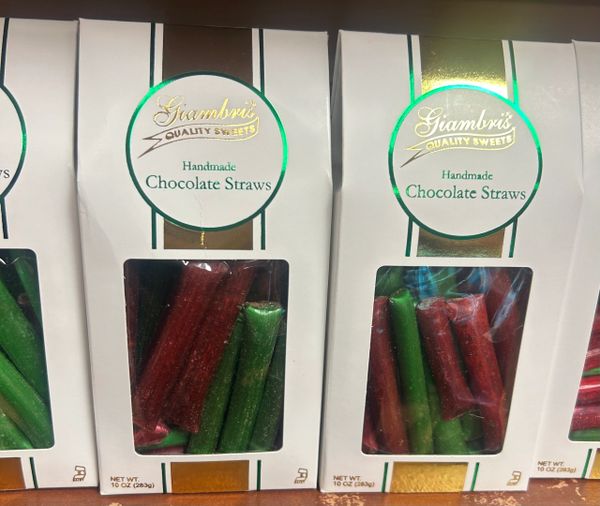 Giambri's
QUALITY SWEETS
Handmade
Chocolate Straws
NET WT.
10 OZ (283g)
Giambri's
QUALITY SWEETS
Handmade
Chocolate Straws
NET WT.
10 OZ (283g)
NET WT.
10 OZ (283g)